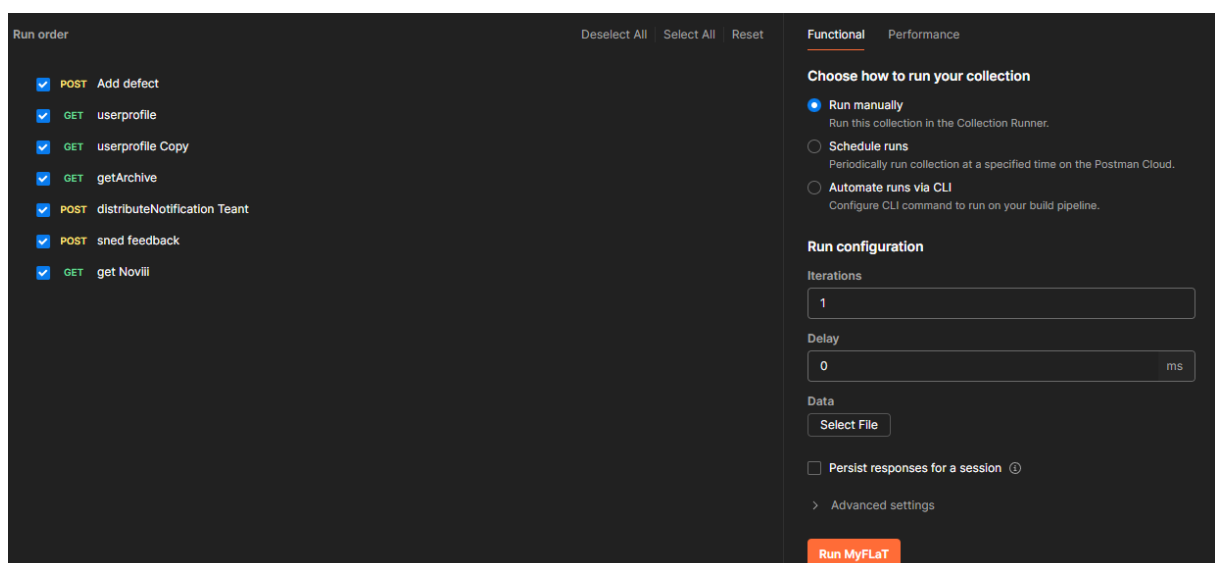 Run order
Deselect All Select All Reset
POST Add defect
GET userprofile
GET userprofile Copy
GET getArchive
POST distributeNotification Teant
POST sned feedback
GET get Noviii
Functional Performance
Choose how to run your collection
Run manually
Run this collection in the Collection Runner.
Schedule runs
Periodically run collection at a specified time on the Postman Cloud.
Automate runs via CLI
Configure CLI command to run on your build pipeline.
Run configuration
Iterations
1
Delay
0 ms
Data
Select File
Persist responses for a session
Advanced settings
Run MyFLaT